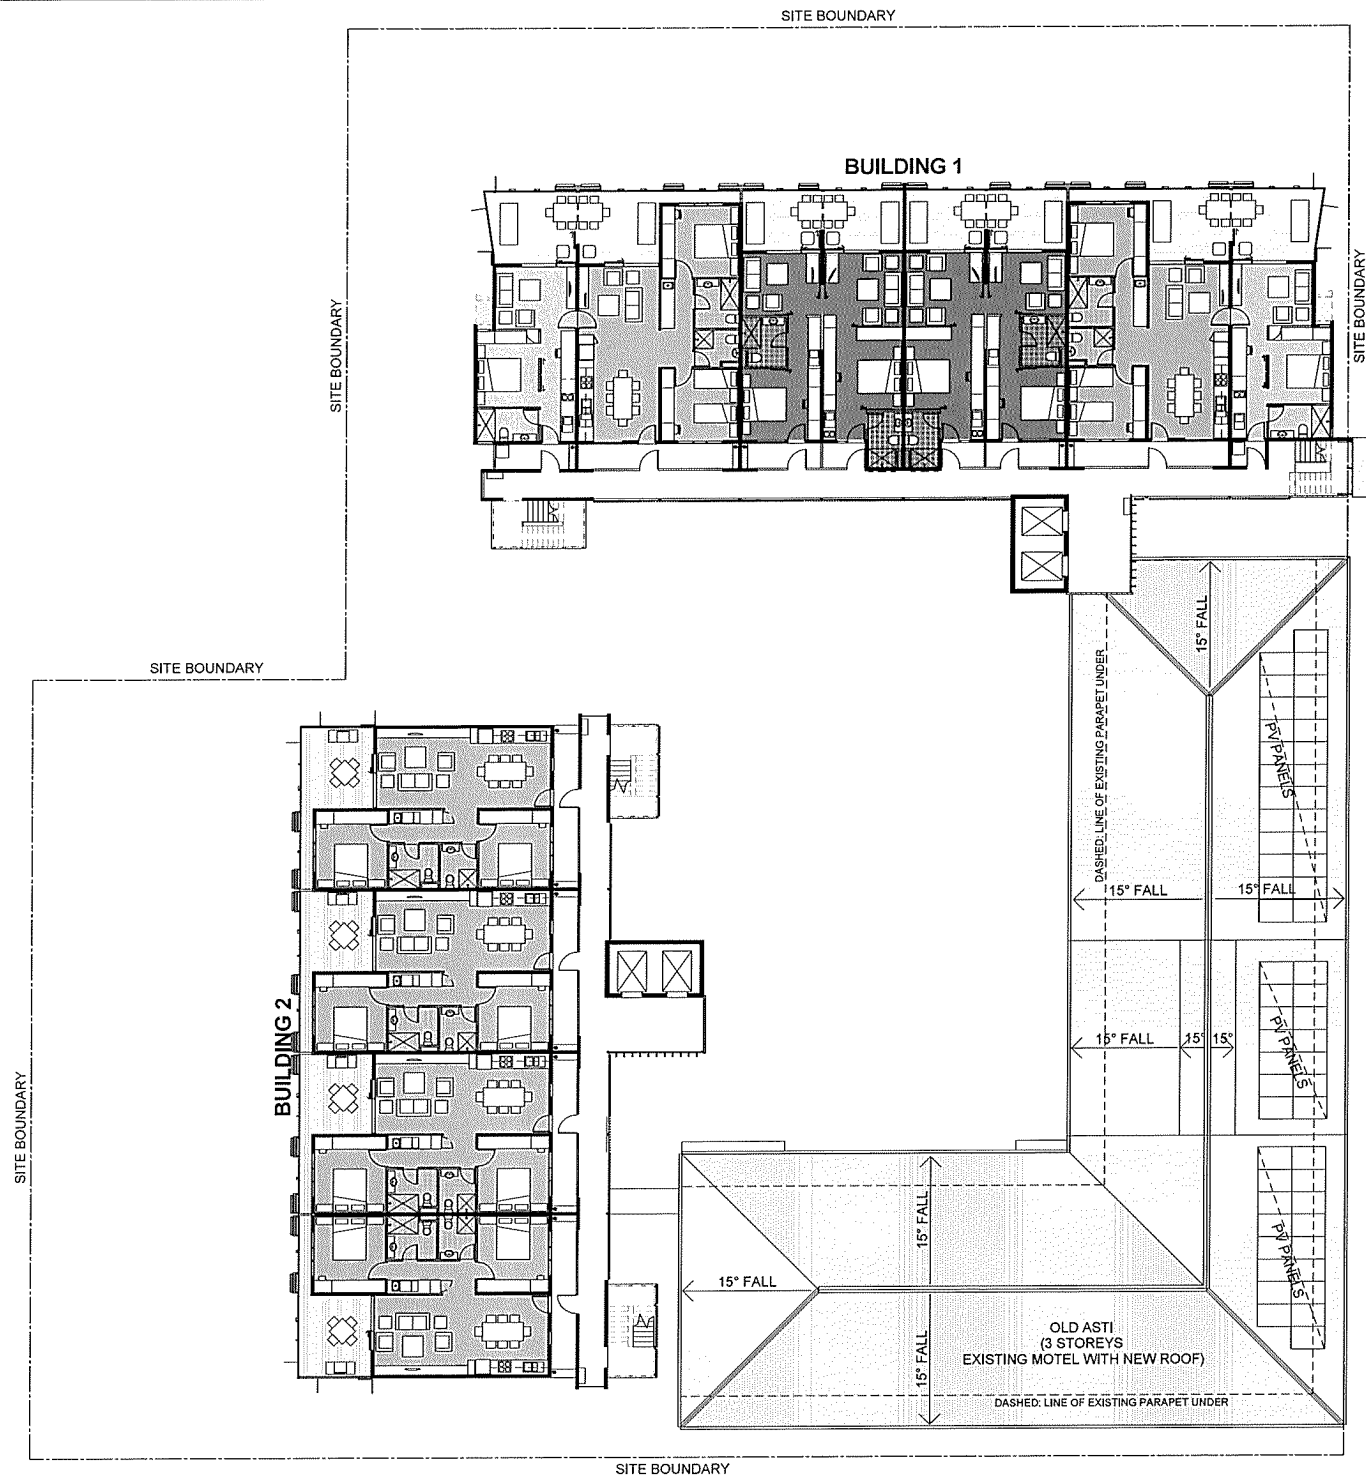 SITE BOUNDARY
BUILDING 1
SITE BOUNDARY
SITE BOUNDARY
15° FALL
SITE BOUNDARY
DASHED: LINE OF EXISTING PARAPET UNDER
PV PANELS
15° FALL
15° FALL
BUILDING 2
15° FALL
15°
15°
PV PANELS
SITE BOUNDARY
15° FALL
PV PANELS
15° FALL
15° FALL
OLD ASTI
(3 STOREYS
EXISTING MOTEL WITH NEW ROOF)
DASHED: LINE OF EXISTING PARAPET UNDER
SITE BOUNDARY